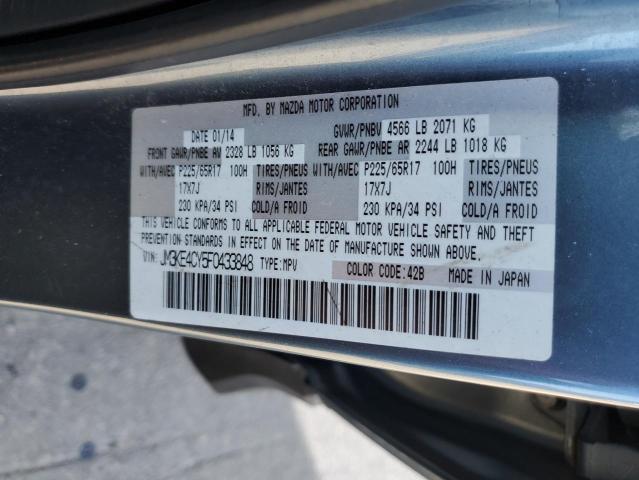 MFD. BY MAZDA MOTOR CORPORATION
DATE 01/14 GVWR/PNBV 4566 LB 2071 KG
FRONT GAWR/PNBE AV 2328 LB 1056 KG REAR GAWR/PNBE AR 2244 LB 1018 KG
WITH/AVEC P225/65R17 100H TIRES/PNEUS WITH/AVEC P225/65R17 100H TIRES/PNEUS
17X7J RIMS/JANTES 17X7J RIMS/JANTES
230 KPA/34 PSI COLD/A FROID 230 KPA/34 PSI COLD/A FROID
THIS VEHICLE CONFORMS TO ALL APPLICABLE FEDERAL MOTOR VEHICLE SAFETY AND THEFT
PREVENTION STANDARDS IN EFFECT ON THE DATE OF MANUFACTURE SHOWN ABOVE.
VIN: JM3KE4CY5F0433848 TYPE:MPV COLOR CODE:42B MADE IN JAPAN